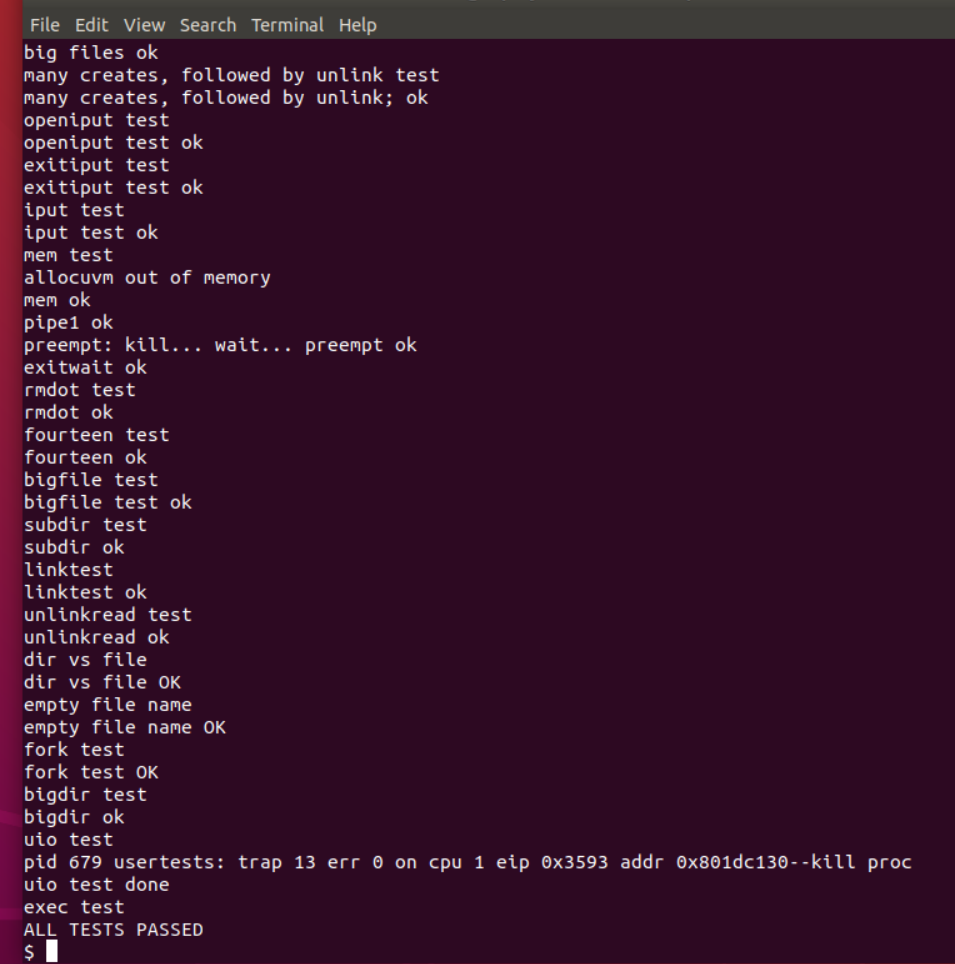 File Edit View Search Terminal Help
big files ok
many creates, followed by unlink test
many creates, followed by unlink; ok
openiput test
openiput test ok
exitiput test
exitiput test ok
iput test
iput test ok
mem test
allocuvm out of memory
mem ok
pipe1 ok
preempt: kill... wait... preempt ok
exitwait ok
rmdot test
rmdot ok
fourteen test
fourteen ok
bigfile test
bigfile test ok
subdir test
subdir ok
linktest
linktest ok
unlinkread test
unlinkread ok
dir vs file
dir vs file OK
empty file name
empty file name OK
fork test
fork test OK
bigdir test
bigdir ok
uio test
pid 679 usertests: trap 13 err 0 on cpu 1 eip 0x3593 addr 0x801dc130--kill proc
uio test done
exec test
ALL TESTS PASSED
$